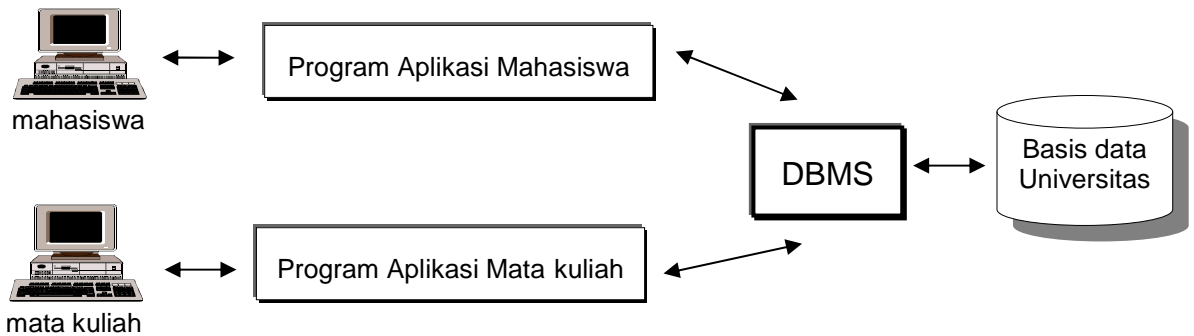 mahasiswa
Program Aplikasi Mahasiswa
DBMS
Basis data
Universitas
mata kuliah
Program Aplikasi Mata kuliah